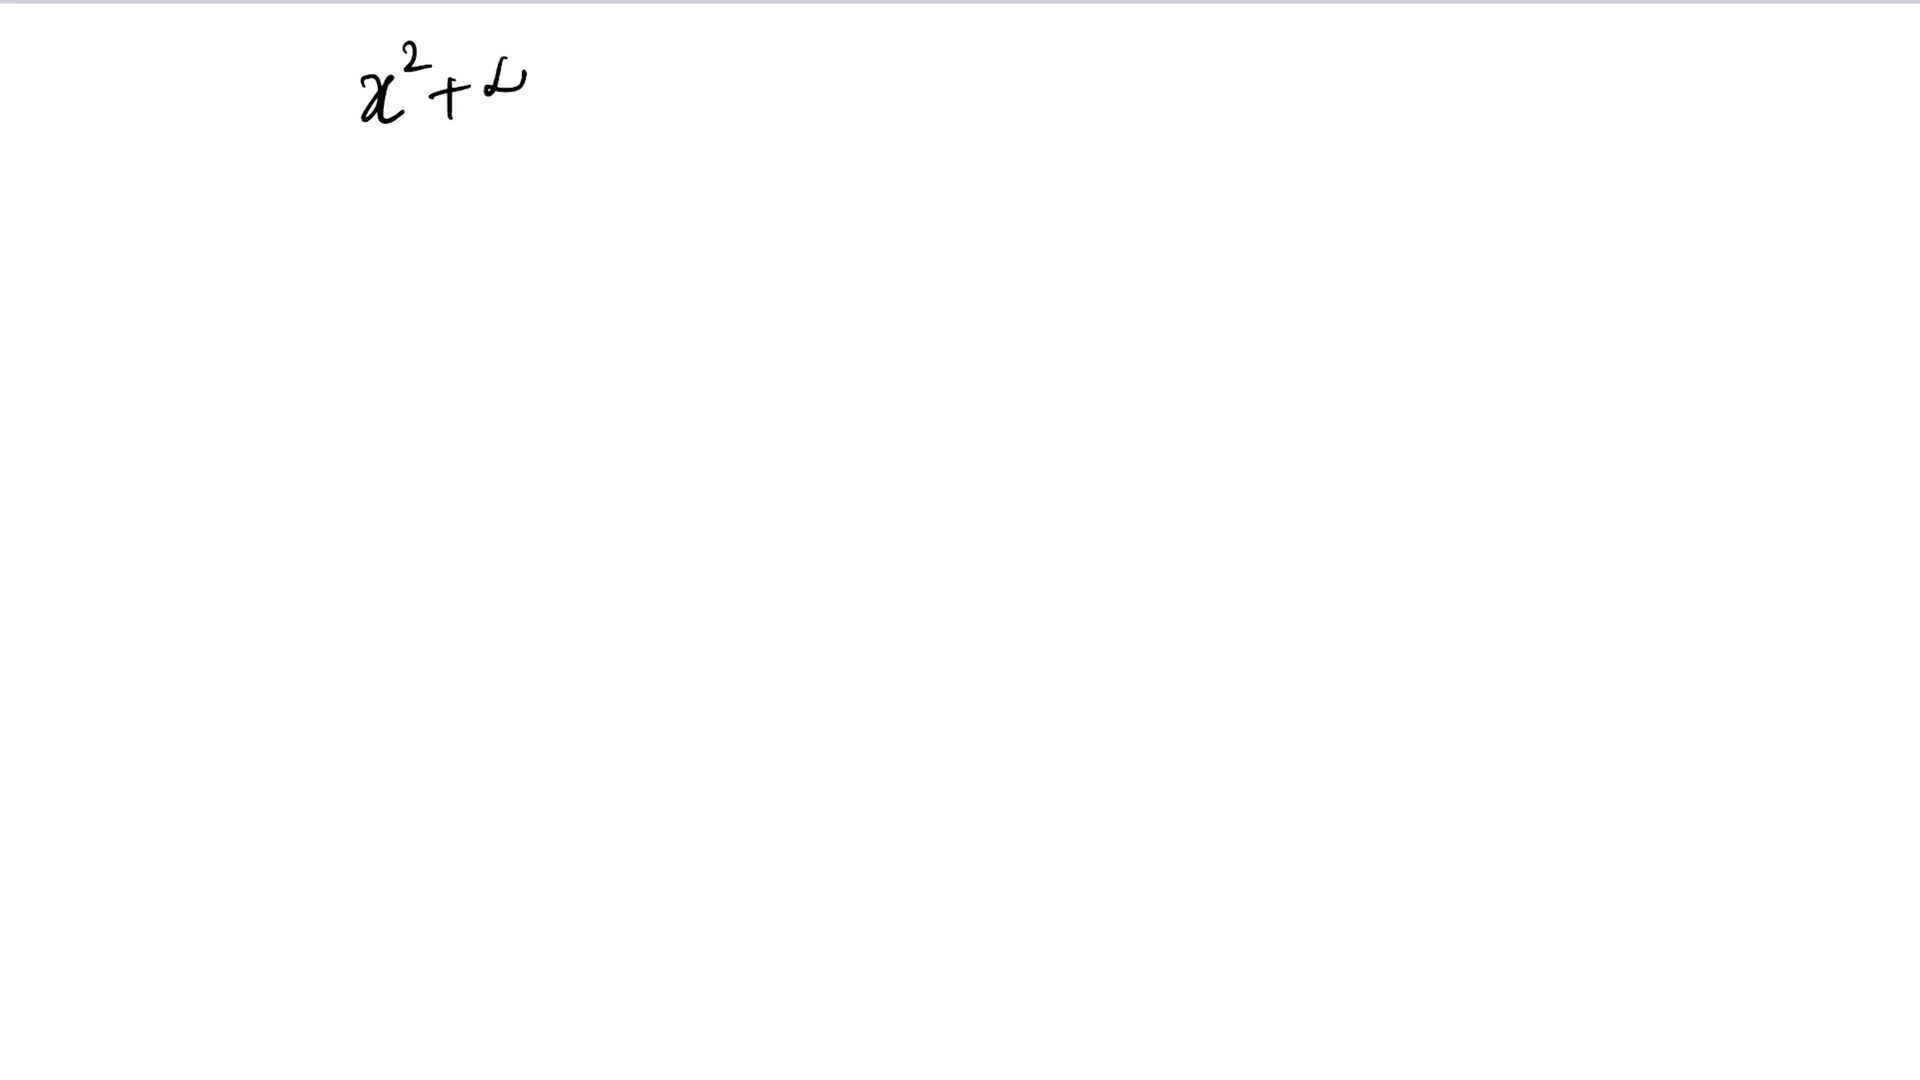 x² +